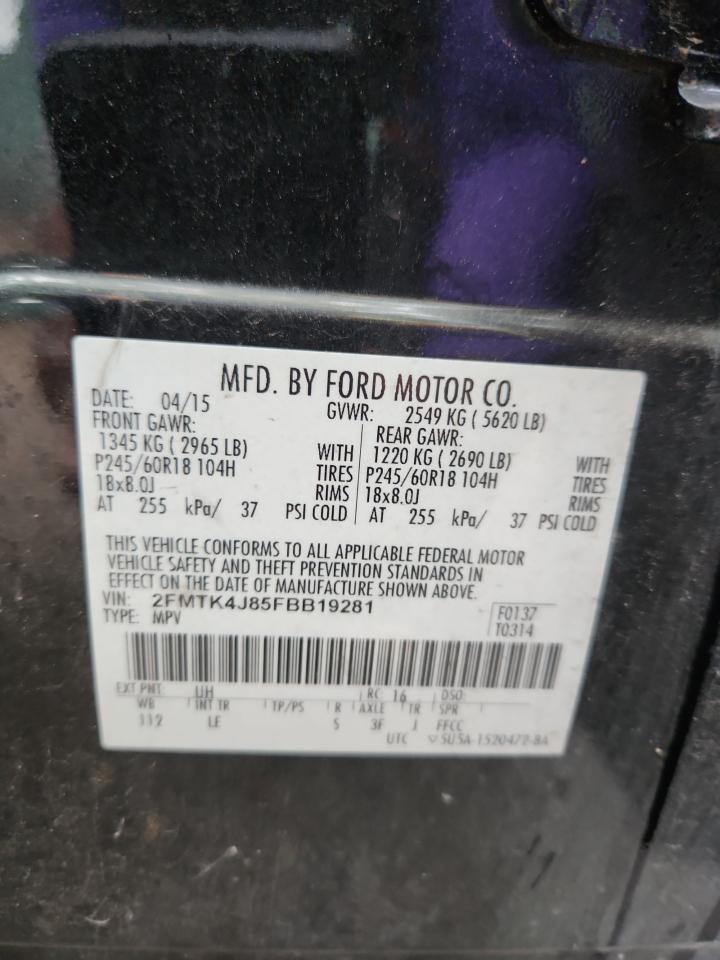 MFD. BY FORD MOTOR CO.
DATE: 04/15 GVWR: 2549 KG ( 5620 LB)
FRONT GAWR: REAR GAWR:
1345 KG ( 2965 LB) WITH 1220 KG ( 2690 LB) WITH
P245/60R18 104H TIRES P245/60R18 104H TIRES
18x8.0J RIMS 18x8.0J RIMS
AT 255 kPa/ 37 PSI COLD AT 255 kPa/ 37 PSI COLD
THIS VEHICLE CONFORMS TO ALL APPLICABLE FEDERAL MOTOR
VEHICLE SAFETY AND THEFT PREVENTION STANDARDS IN
EFFECT ON THE DATE OF MANUFACTURE SHOWN ABOVE.
VIN: 2FMTK4J85FBB19281 F0137
TYPE: MPV T0314
EXT PNT: UH RC: 16 DSO:
WB INT TR TP/PS R AXLE TR SPR
112 LE S 3F J FFCC
UTC ▽5U5A-1520472-BA